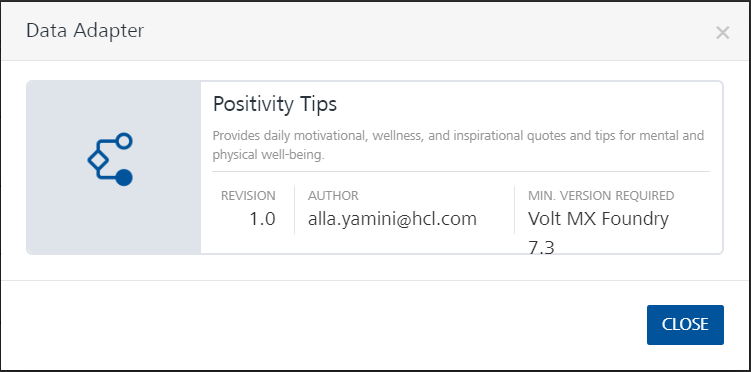 Data Adapter
×
Positivity Tips
Provides daily motivational, wellness, and inspirational quotes and tips for mental and
physical well-being.
REVISION
1.0
AUTHOR
alla.yamini@hcl.com
MIN. VERSION REQUIRED
Volt MX Foundry
7.3
CLOSE